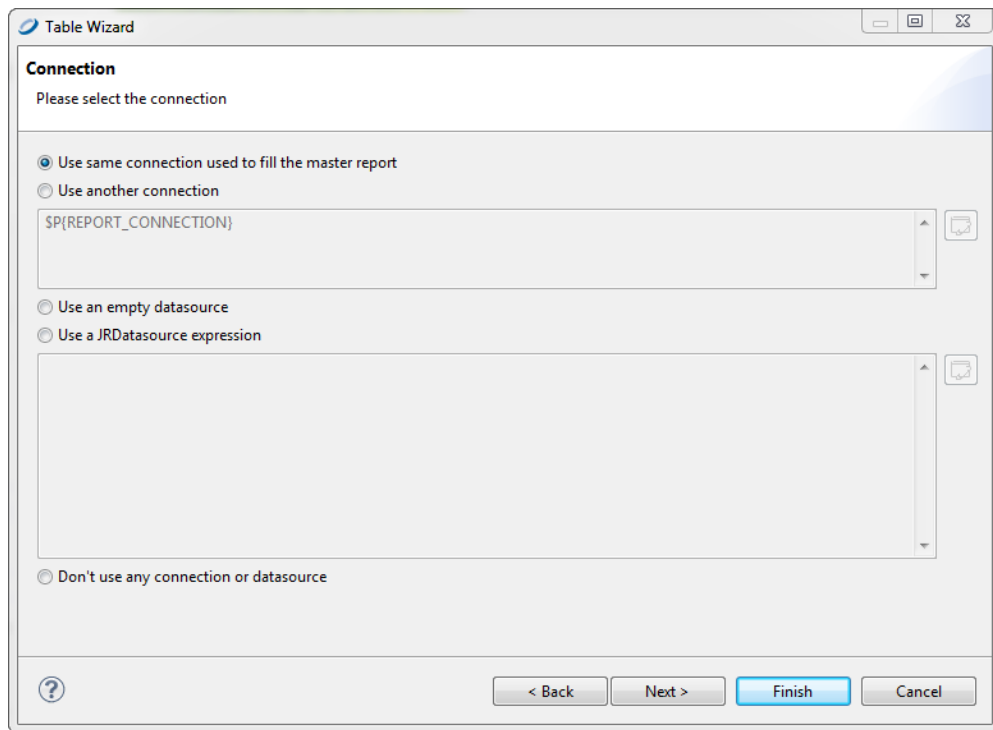 Table Wizard
Connection
Please select the connection
Use same connection used to fill the master report
Use another connection
$P{REPORT_CONNECTION}
Use an empty datasource
Use a JRDatasource expression
Don't use any connection or datasource
? < Back Next > Finish Cancel